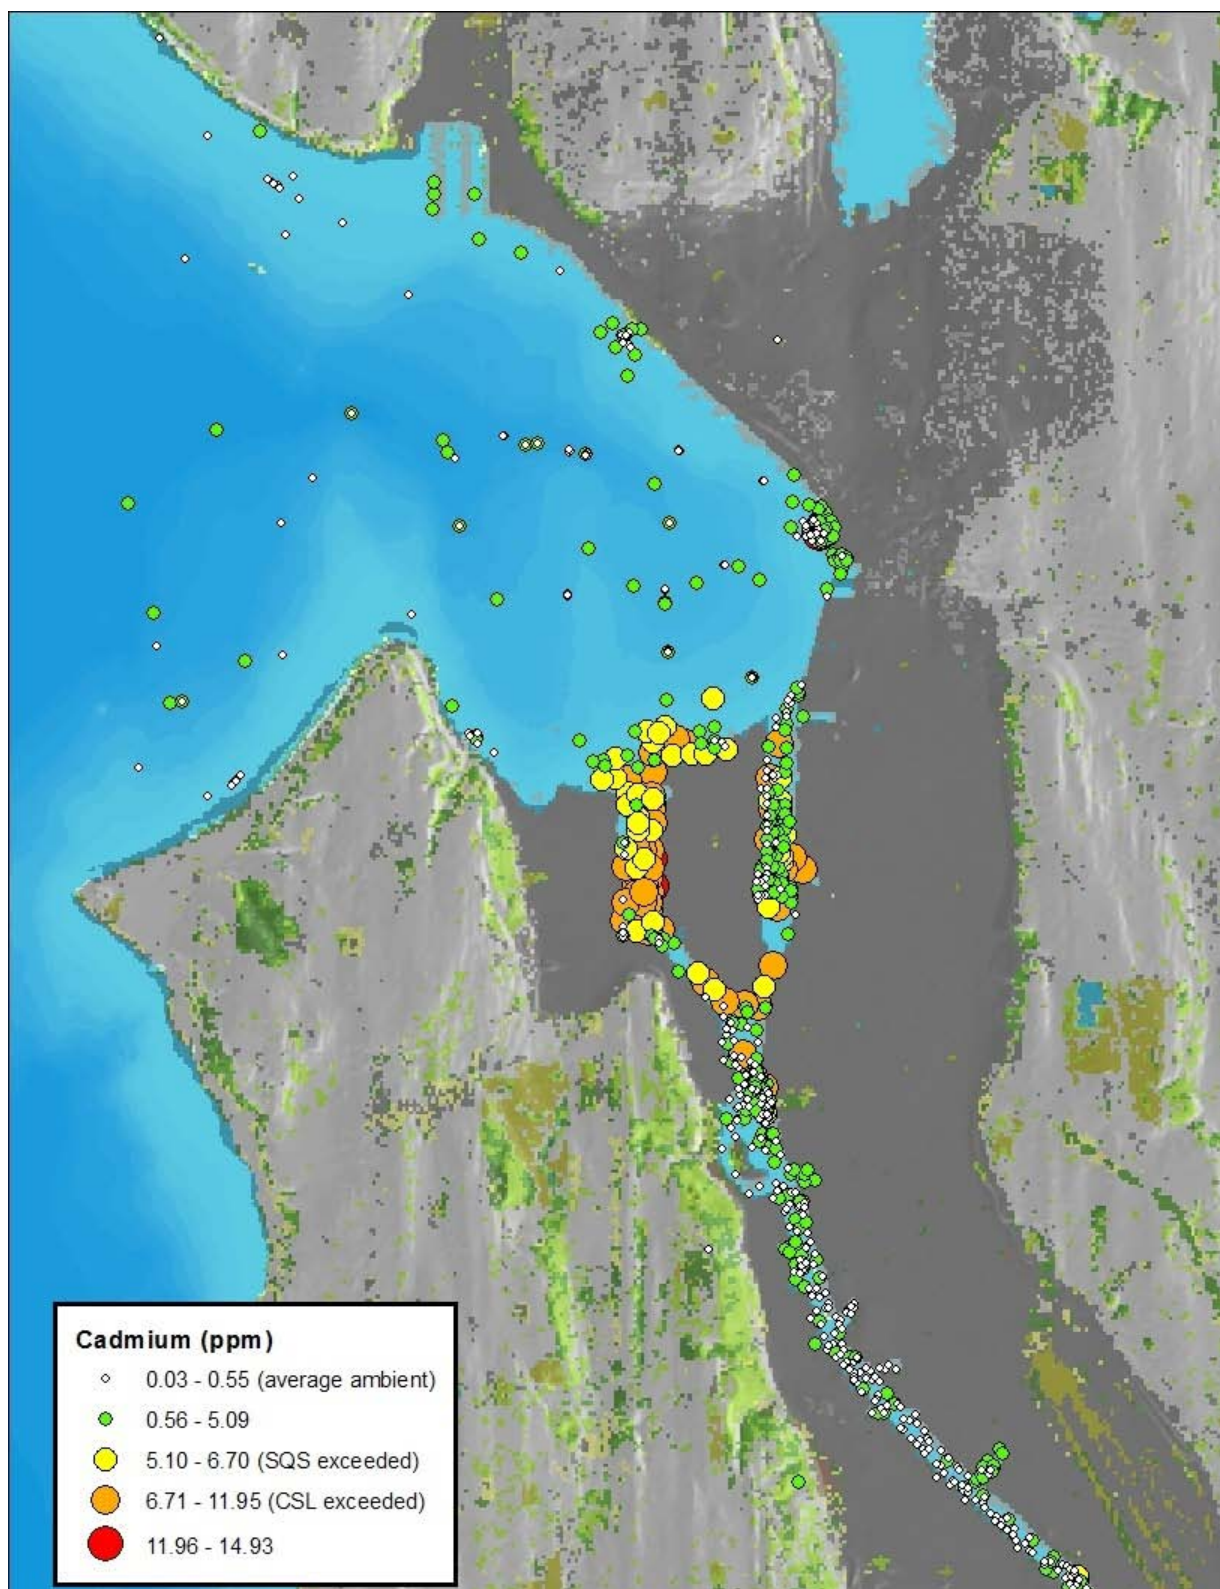 Cadmium (ppm)
0.03 - 0.55 (average ambient)
0.56 - 5.09
5.10 - 6.70 (SQS exceeded)
6.71 - 11.95 (CSL exceeded)
11.96 - 14.93